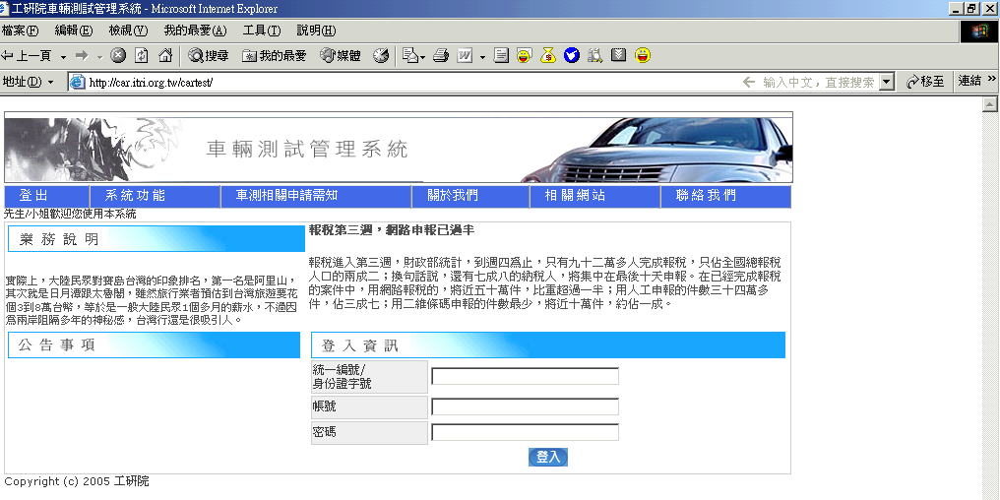 工研院車輛測試管理系統 - Microsoft Internet Explorer
檔案(F) 編輯(E) 檢視(V) 我的最愛(A) 工具(T) 說明(H)
上一頁 搜尋 我的最愛 媒體
地址(D) http://car.itri.org.tw/cartest/ 輸入中文，直接搜索 移至 連結 »
車輛測試管理系統
登出 系統功能 車測相關申請需知 關於我們 相關網站 聯絡我們
先生/小姐歡迎您使用本系統
業務說明
實際上，大陸民眾對寶島台灣的印象排名，第一名是阿里山，
其次就是日月潭跟太魯閣，雖然旅行業者預估到台灣旅遊要花
個3到8萬台幣，等於是一般大陸民眾1個多月的薪水，不過因
為兩岸阻隔多年的神秘感，台灣行還是很吸引人。
報稅第三週，網路申報已過半
報稅進入第三週，財政部統計，到週四為止，只有九十二萬多人完成報稅，只佔全國總報稅
人口的兩成二；換句話說，還有七成八的納稅人，將集中在最後十天申報。在已經完成報稅
的案件中，用網路報稅的，將近五十萬件，比重超過一半；用人工申報的件數三十四萬多
件，佔三成七；用二維條碼申報的件數最少，將近十萬件，約佔一成。
公告事項
登入資訊
統一編號/
身份證字號
帳號
密碼
登入
Copyright (c) 2005 工研院